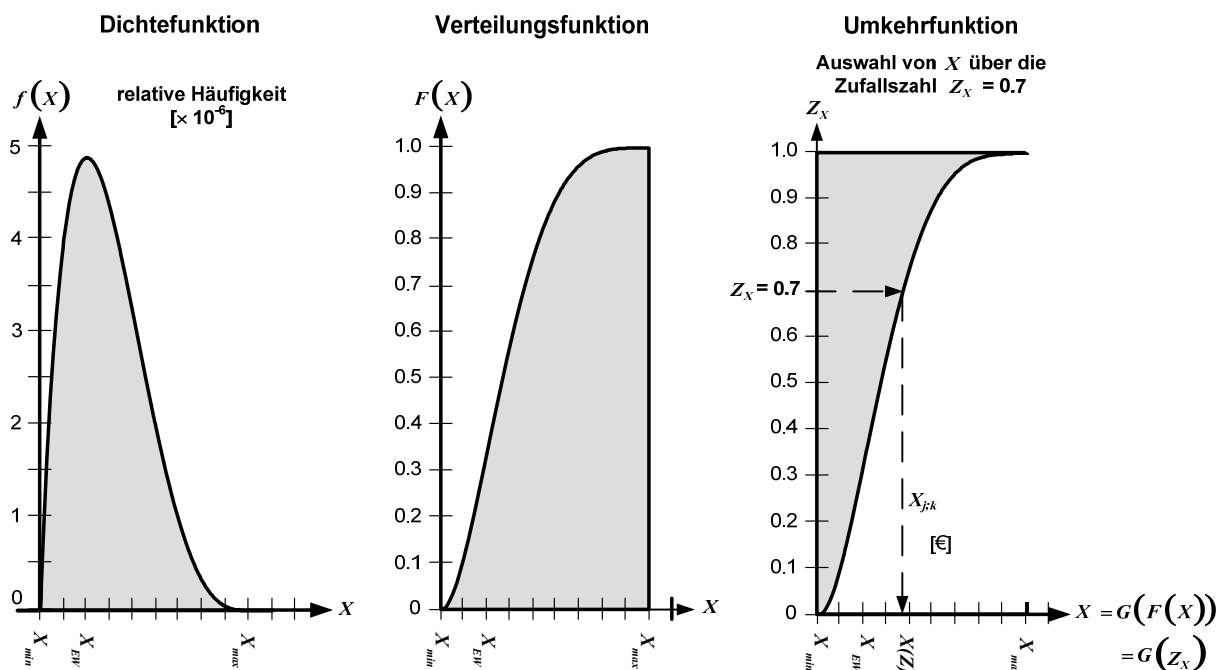 Dichtefunktion
f(X)
relative Häufigkeit
[× 10⁻⁶]
5
4
3
2
1
0
X
X_min
X_EW
X_max
Verteilungsfunktion
F(X)
1.0
0.9
0.8
0.7
0.6
0.5
0.4
0.3
0.2
0.1
0
X
X_min
X_EW
X_max
Umkehrfunktion
Auswahl von X über die
Zufallszahl Z_X = 0.7
Z_X
1.0
0.9
0.8
Z_X = 0.7
0.6
0.5
0.4
0.3
0.2
0.1
0
X_j;k
[€]
X = G(F(X))
= G(Z_X)
X_min
X_EW
X(Z)